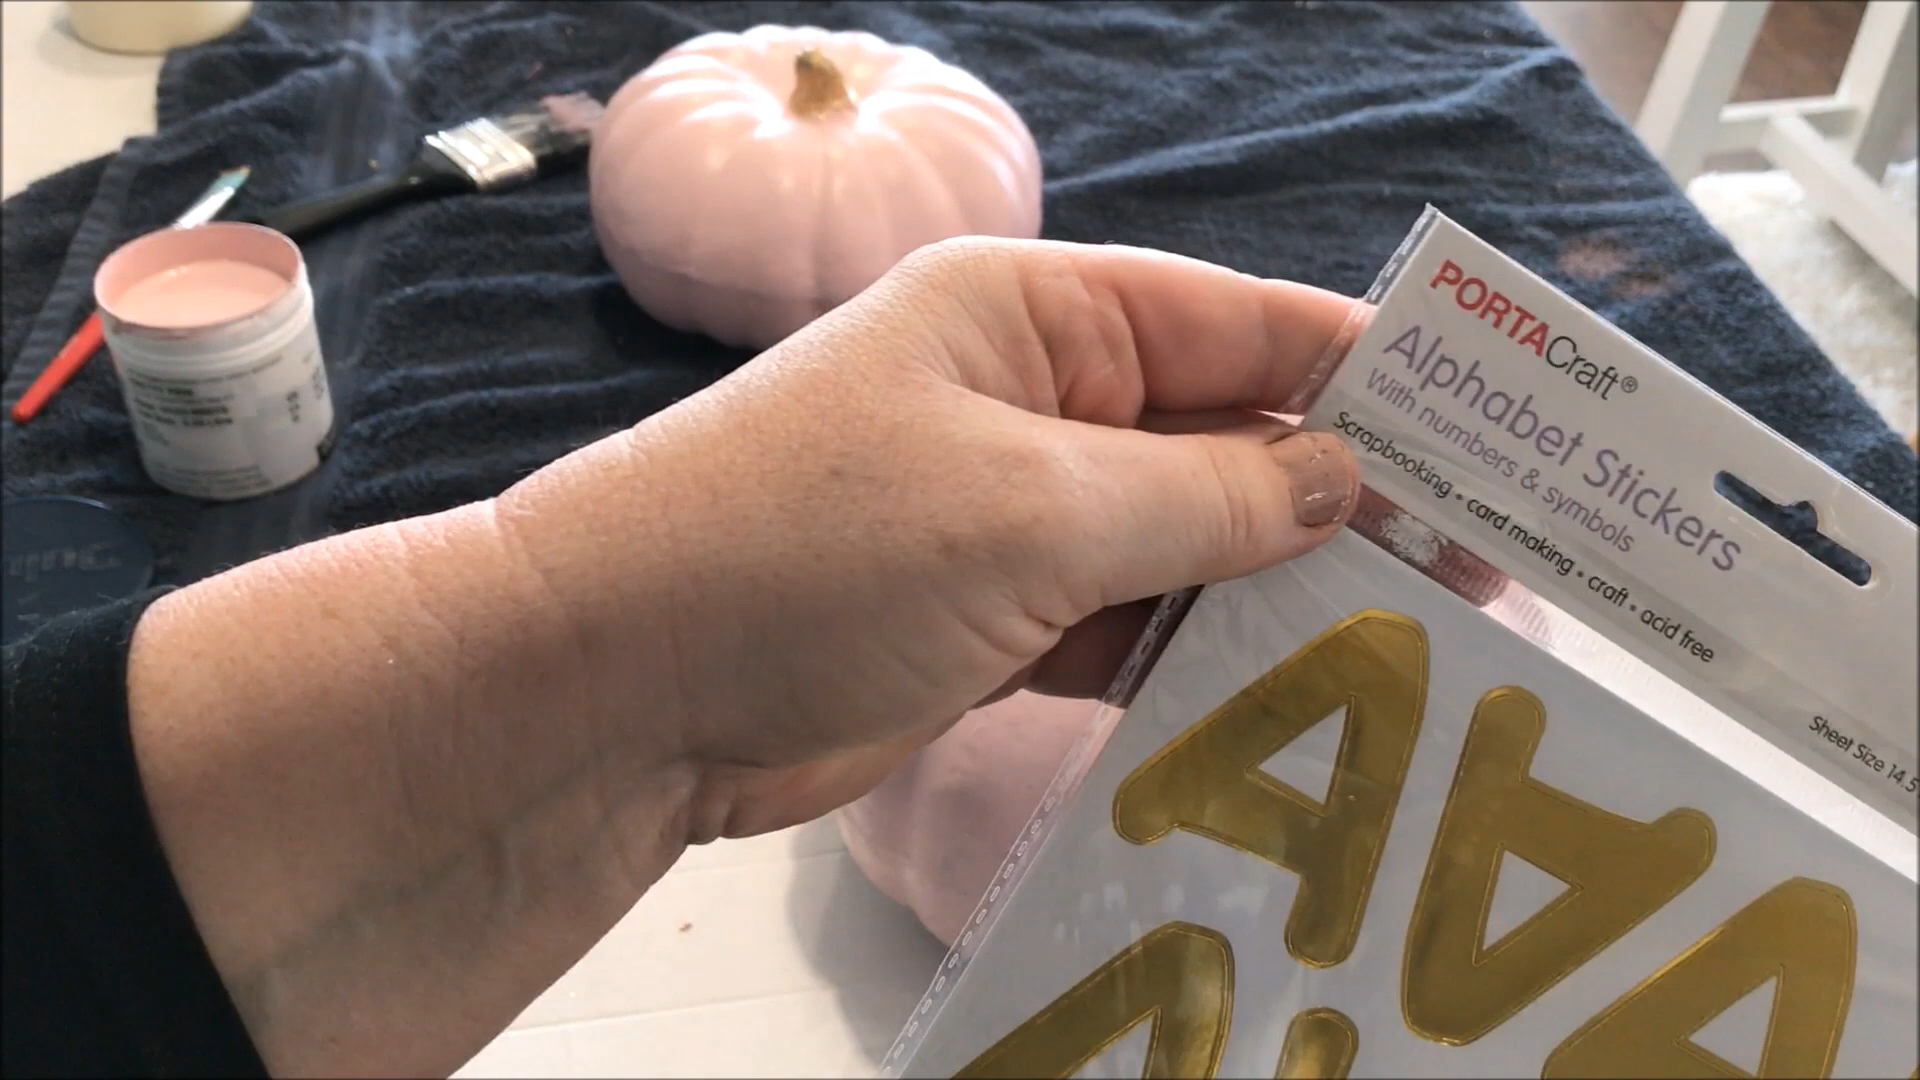 PORTACraft®
Alphabet Stickers
With numbers & symbols
Scrapbooking • card making • craft • acid free
Sheet Size 14.5
A A
A A